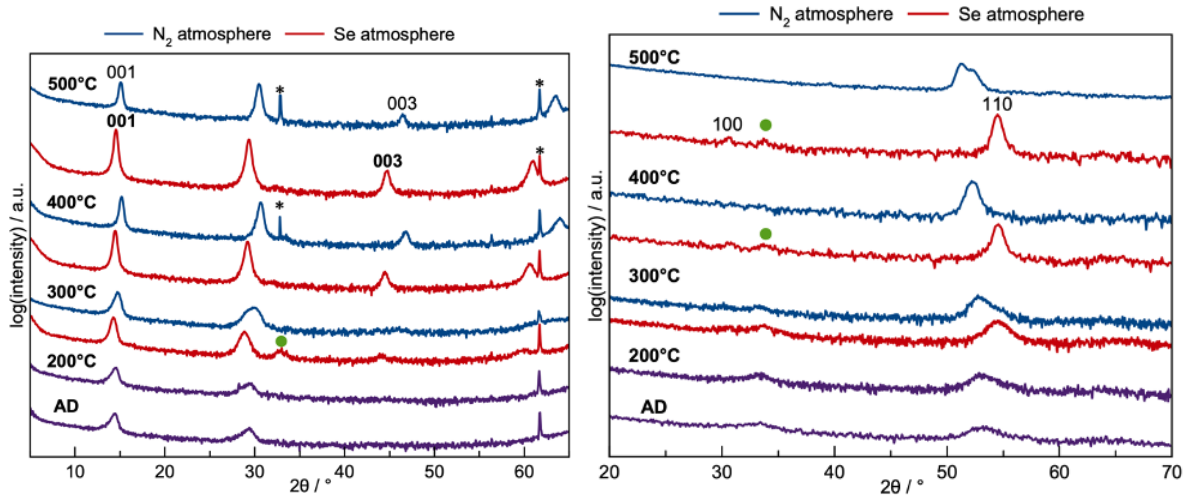 N₂ atmosphere Se atmosphere
500°C
001
*
003
*
001
003
*
400°C
*
300°C
200°C
AD
log(intensity) / a.u.
10 20 30 40 50 60
2θ / °
N₂ atmosphere Se atmosphere
500°C
110
100
400°C
300°C
200°C
AD
log(intensity) / a.u.
20 30 40 50 60 70
2θ / °